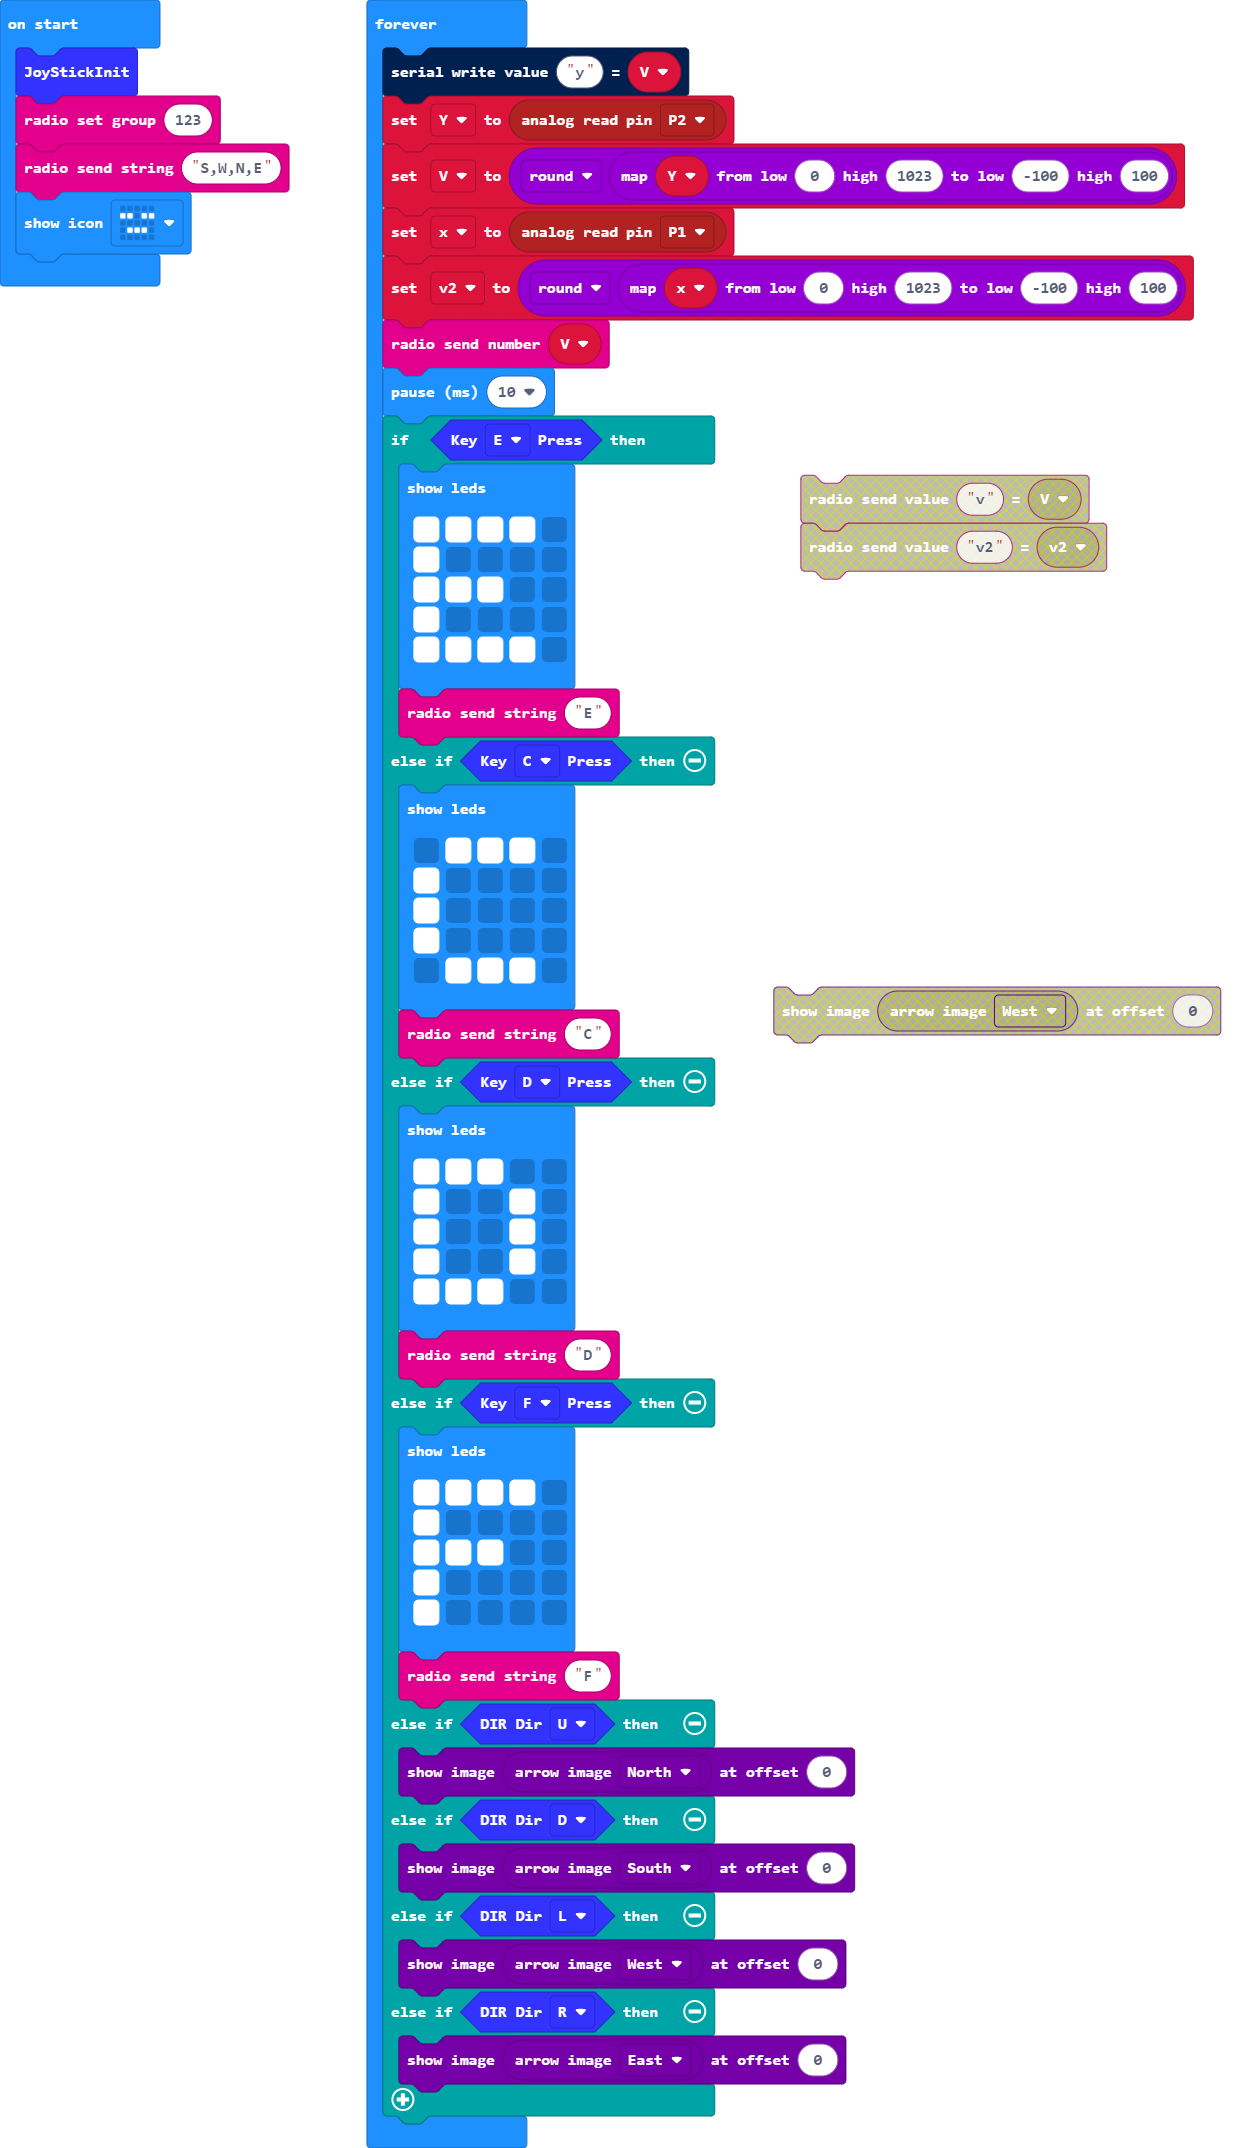 on start
JoyStickInit
radio set group 123
radio send string "S,W,N,E"
show icon
forever
serial write value "y" = V
set Y to analog read pin P2
set V to round map Y from low 0 high 1023 to low -100 high 100
set x to analog read pin P1
set v2 to round map x from low 0 high 1023 to low -100 high 100
radio send number V
pause (ms) 10
if Key E Press then
show leds
radio send string "E"
else if Key C Press then
show leds
radio send string "C"
else if Key D Press then
show leds
radio send string "D"
else if Key F Press then
show leds
radio send string "F"
else if DIR Dir U then
show image arrow image North at offset 0
else if DIR Dir D then
show image arrow image South at offset 0
else if DIR Dir L then
show image arrow image West at offset 0
else if DIR Dir R then
show image arrow image East at offset 0
radio send value "v" = V
radio send value "v2" = v2
show image arrow image West at offset 0